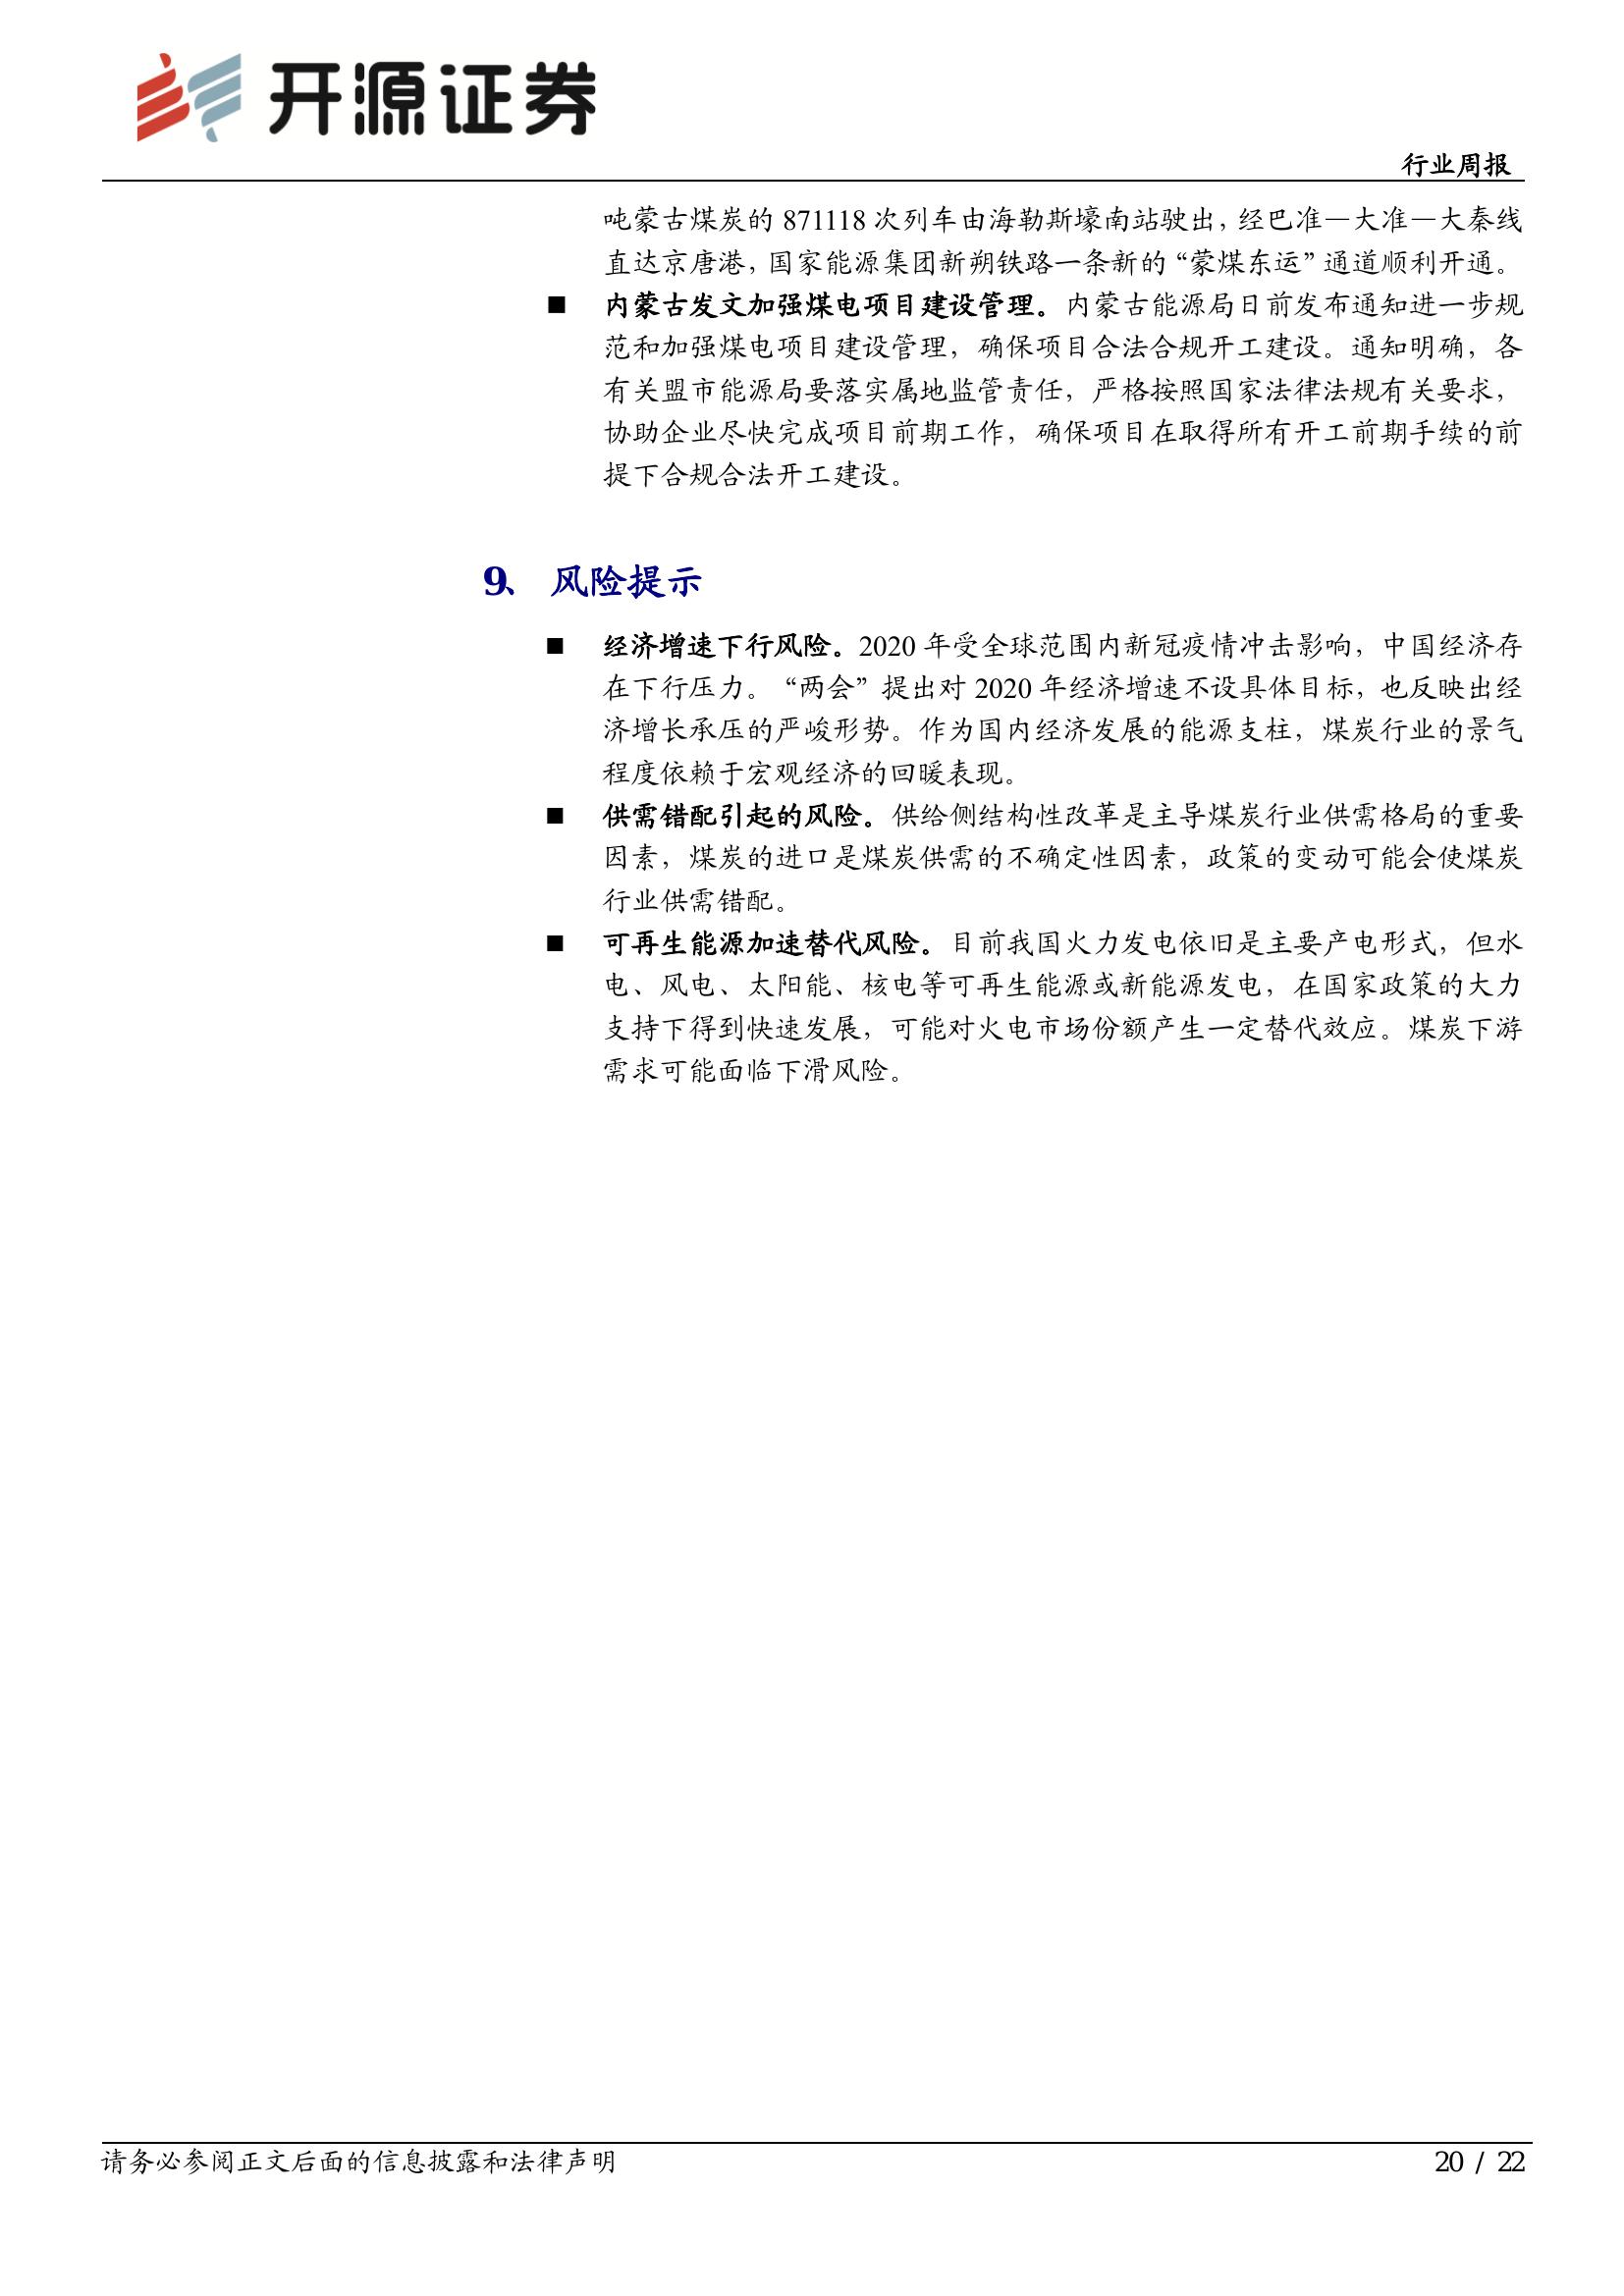 开源证券
行业周报
吨蒙古煤炭的 871118 次列车由海勒斯壕南站驶出，经巴准—大准—大秦线
直达京唐港，国家能源集团新朔铁路一条新的“蒙煤东运”通道顺利开通。
■ 内蒙古发文加强煤电项目建设管理。内蒙古能源局日前发布通知进一步规
范和加强煤电项目建设管理，确保项目合法合规开工建设。通知明确，各
有关盟市能源局要落实属地监管责任，严格按照国家法律法规有关要求，
协助企业尽快完成项目前期工作，确保项目在取得所有开工前期手续的前
提下合规合法开工建设。
9、 风险提示
■ 经济增速下行风险。2020 年受全球范围内新冠疫情冲击影响，中国经济存
在下行压力。“两会”提出对 2020 年经济增速不设具体目标，也反映出经
济增长承压的严峻形势。作为国内经济发展的能源支柱，煤炭行业的景气
程度依赖于宏观经济的回暖表现。
■ 供需错配引起的风险。供给侧结构性改革是主导煤炭行业供需格局的重要
因素，煤炭的进口是煤炭供需的不确定性因素，政策的变动可能会使煤炭
行业供需错配。
■ 可再生能源加速替代风险。目前我国火力发电依旧是主要产电形式，但水
电、风电、太阳能、核电等可再生能源或新能源发电，在国家政策的大力
支持下得到快速发展，可能对火电市场份额产生一定替代效应。煤炭下游
需求可能面临下滑风险。
请务必参阅正文后面的信息披露和法律声明
20 / 22